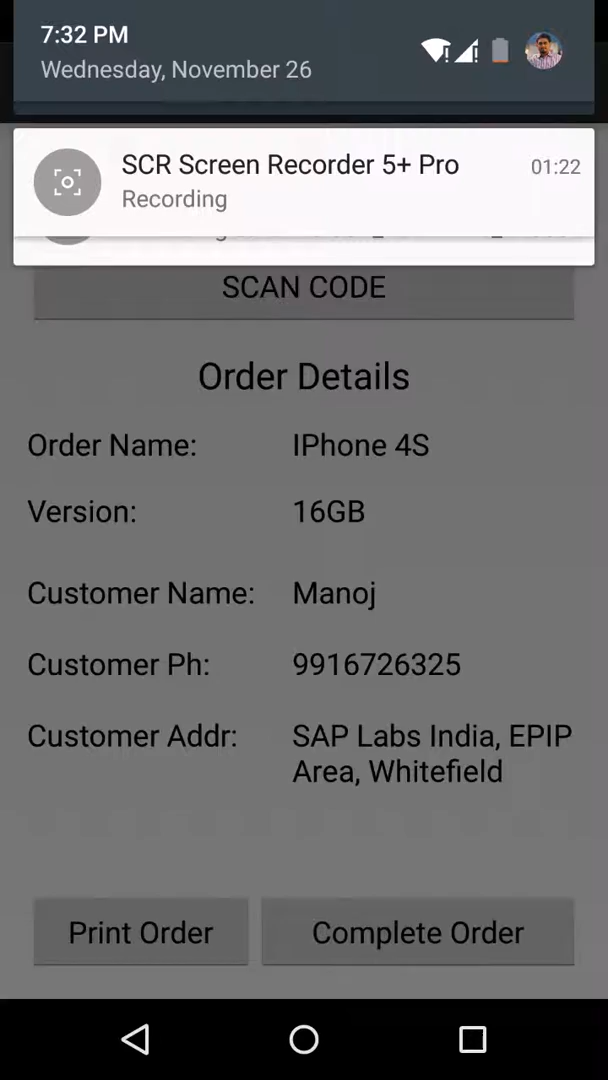 7:32 PM
Wednesday, November 26
SCR Screen Recorder 5+ Pro 01:22
Recording
SCAN CODE
Order Details
Order Name: IPhone 4S
Version: 16GB
Customer Name: Manoj
Customer Ph: 9916726325
Customer Addr: SAP Labs India, EPIP
Area, Whitefield
Print Order Complete Order